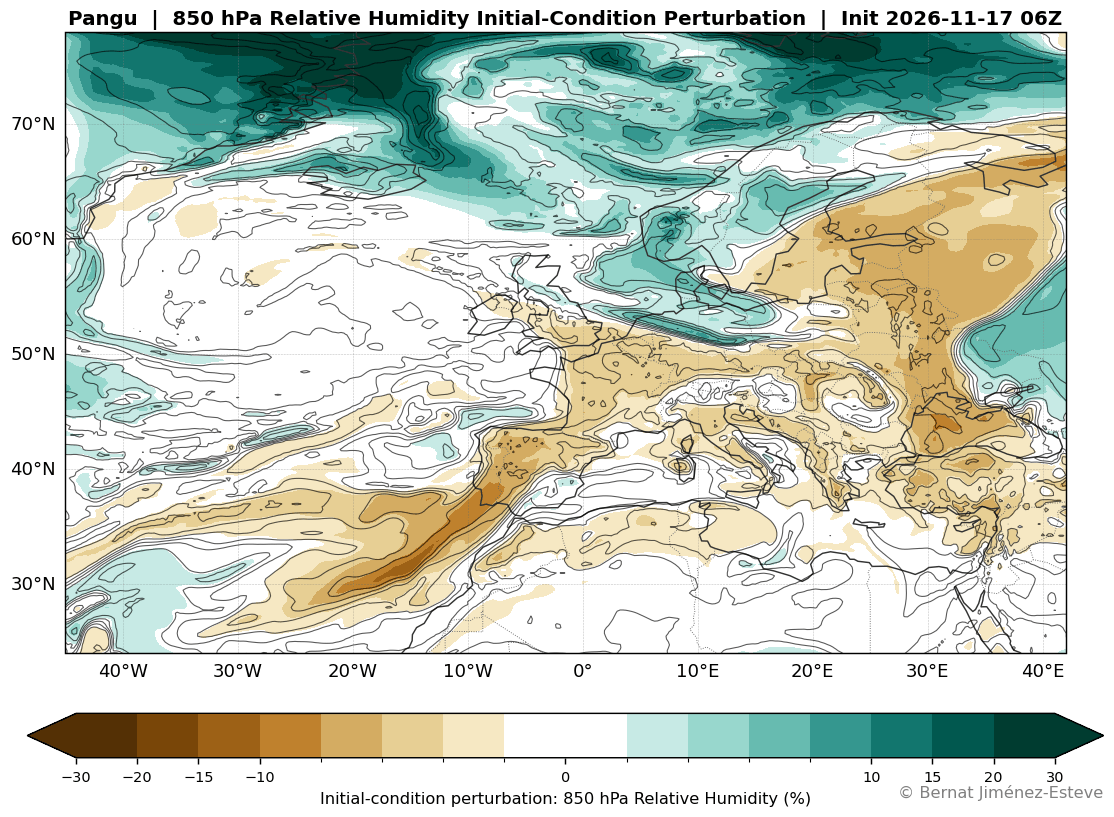 Pangu | 850 hPa Relative Humidity Initial-Condition Perturbation | Init 2026-11-17 06Z
70°N
60°N
50°N
40°N
30°N
40°W 30°W 20°W 10°W 0° 10°E 20°E 30°E 40°E
−30 −20 −15 −10 0 10 15 20 30
Initial-condition perturbation: 850 hPa Relative Humidity (%)
© Bernat Jiménez-Esteve